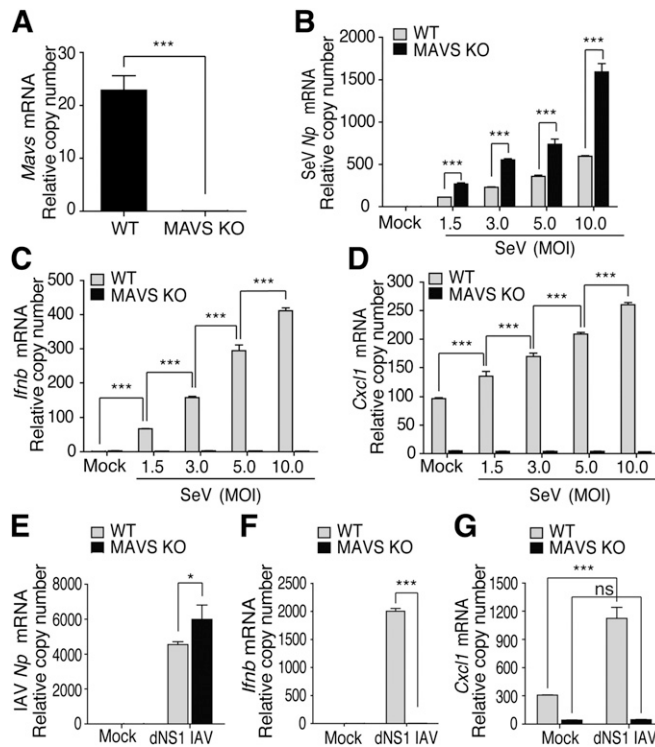 A
Mavs mRNA
Relative copy number
30
20
10
0
***
WT
MAVS KO
B
WT
MAVS KO
SeV Np mRNA
Relative copy number
2000
1500
1000
500
0
***
***
***
***
Mock
1.5
3.0
5.0
10.0
SeV (MOI)
C
WT
MAVS KO
Ifnb mRNA
Relative copy number
500
400
300
200
100
0
***
***
***
***
Mock
1.5
3.0
5.0
10.0
SeV (MOI)
D
WT
MAVS KO
Cxcl1 mRNA
Relative copy number
300
250
200
150
100
50
0
***
***
***
***
Mock
1.5
3.0
5.0
10.0
SeV (MOI)
E
WT
MAVS KO
IAV Np mRNA
Relative copy number
8000
6000
4000
2000
0
*
Mock
dNS1 IAV
F
WT
MAVS KO
Ifnb mRNA
Relative copy number
2500
2000
1500
1000
500
0
***
Mock
dNS1 IAV
G
WT
MAVS KO
Cxcl1 mRNA
Relative copy number
1500
1200
900
600
300
0
***
ns
Mock
dNS1 IAV